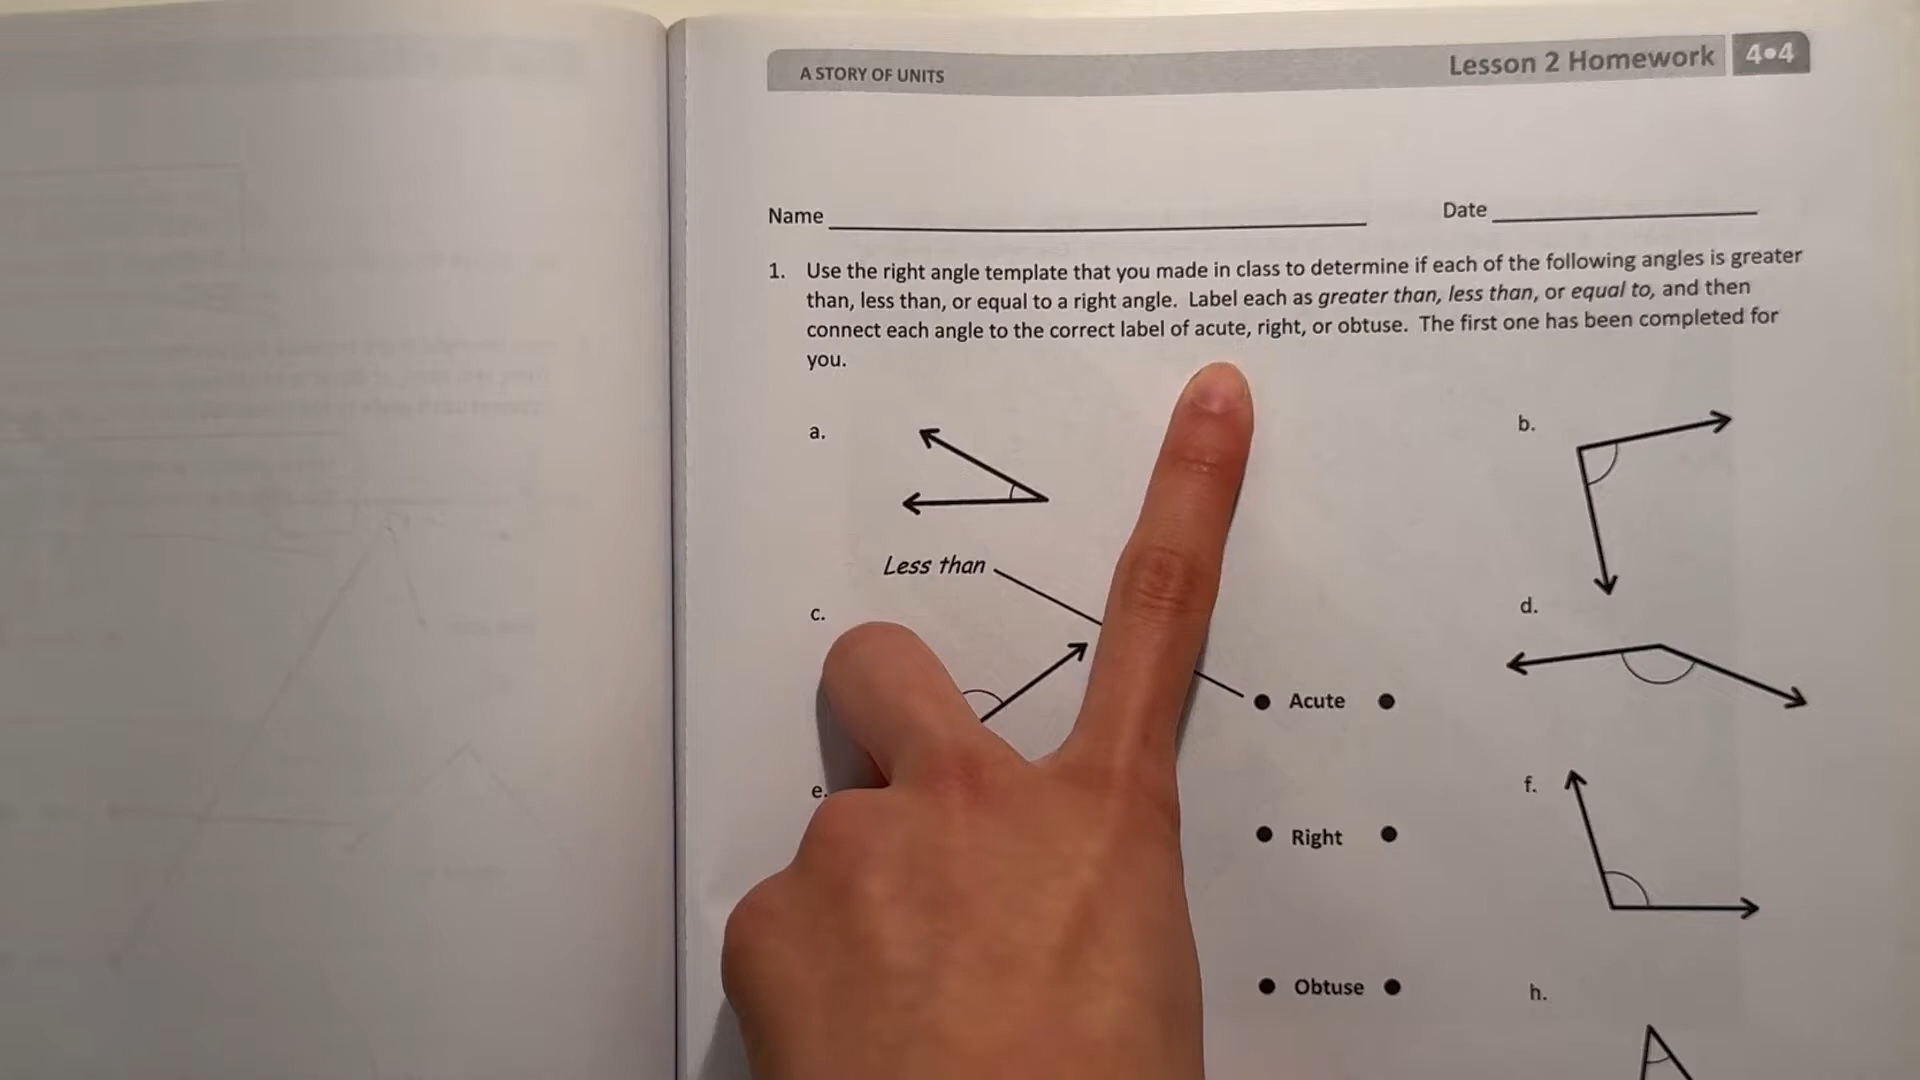 A STORY OF UNITS
Lesson 2 Homework 4•4
Name
Date
1. Use the right angle template that you made in class to determine if each of the following angles is greater
than, less than, or equal to a right angle. Label each as greater than, less than, or equal to, and then
connect each angle to the correct label of acute, right, or obtuse. The first one has been completed for
you.
a.
b.
Less than
c.
d.
Acute
e.
f.
Right
Obtuse
h.